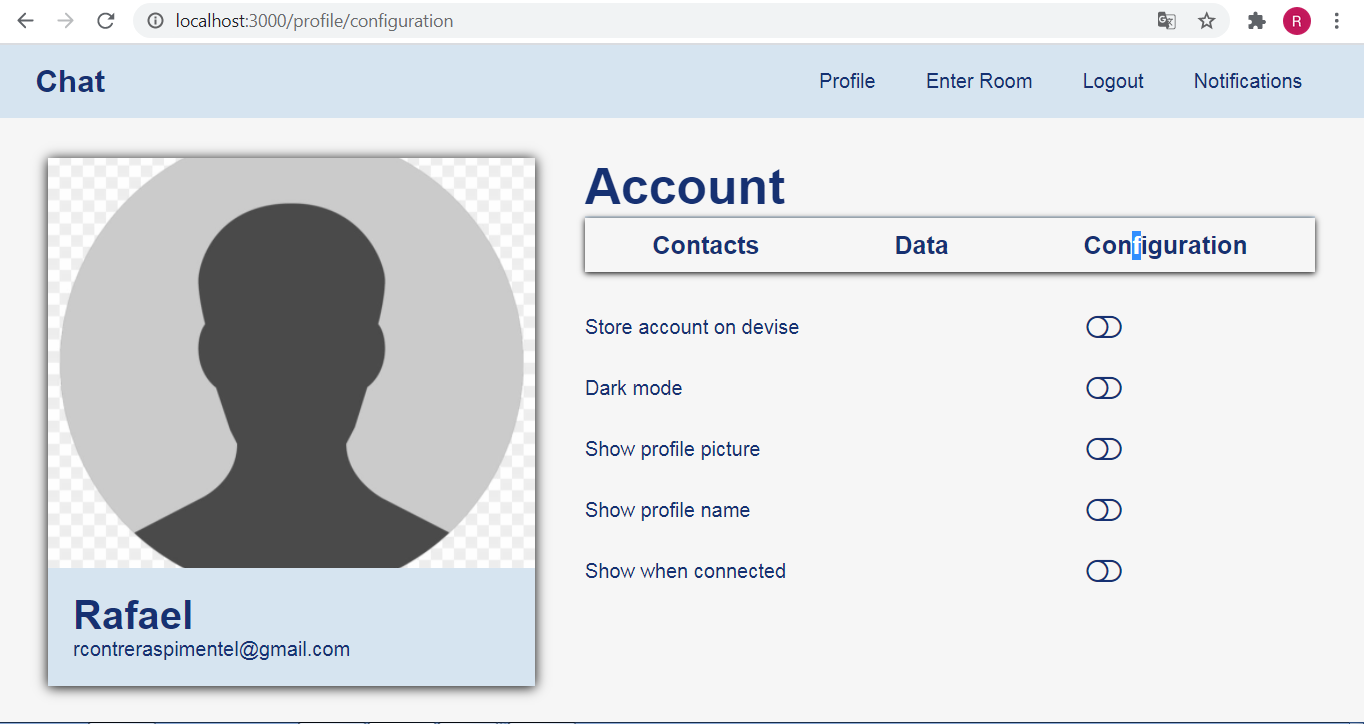 localhost:3000/profile/configuration
R
Chat
Profile Enter Room Logout Notifications
Account
Contacts Data Configuration
Store account on devise
Dark mode
Show profile picture
Show profile name
Show when connected
Rafael
rcontreraspimentel@gmail.com